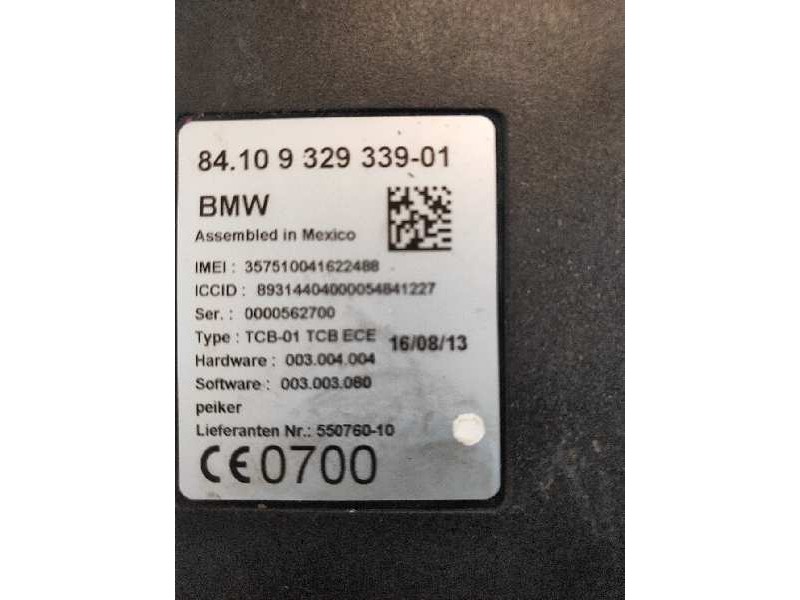 84.10 9 329 339-01
BMW
Assembled in Mexico
IMEI : 357510041622488
ICCID : 89314404000054841227
Ser. : 0000562700
Type : TCB-01 TCB ECE 16/08/13
Hardware : 003.004.004
Software : 003.003.080
peiker
Lieferanten Nr.: 550760-10
CE0700